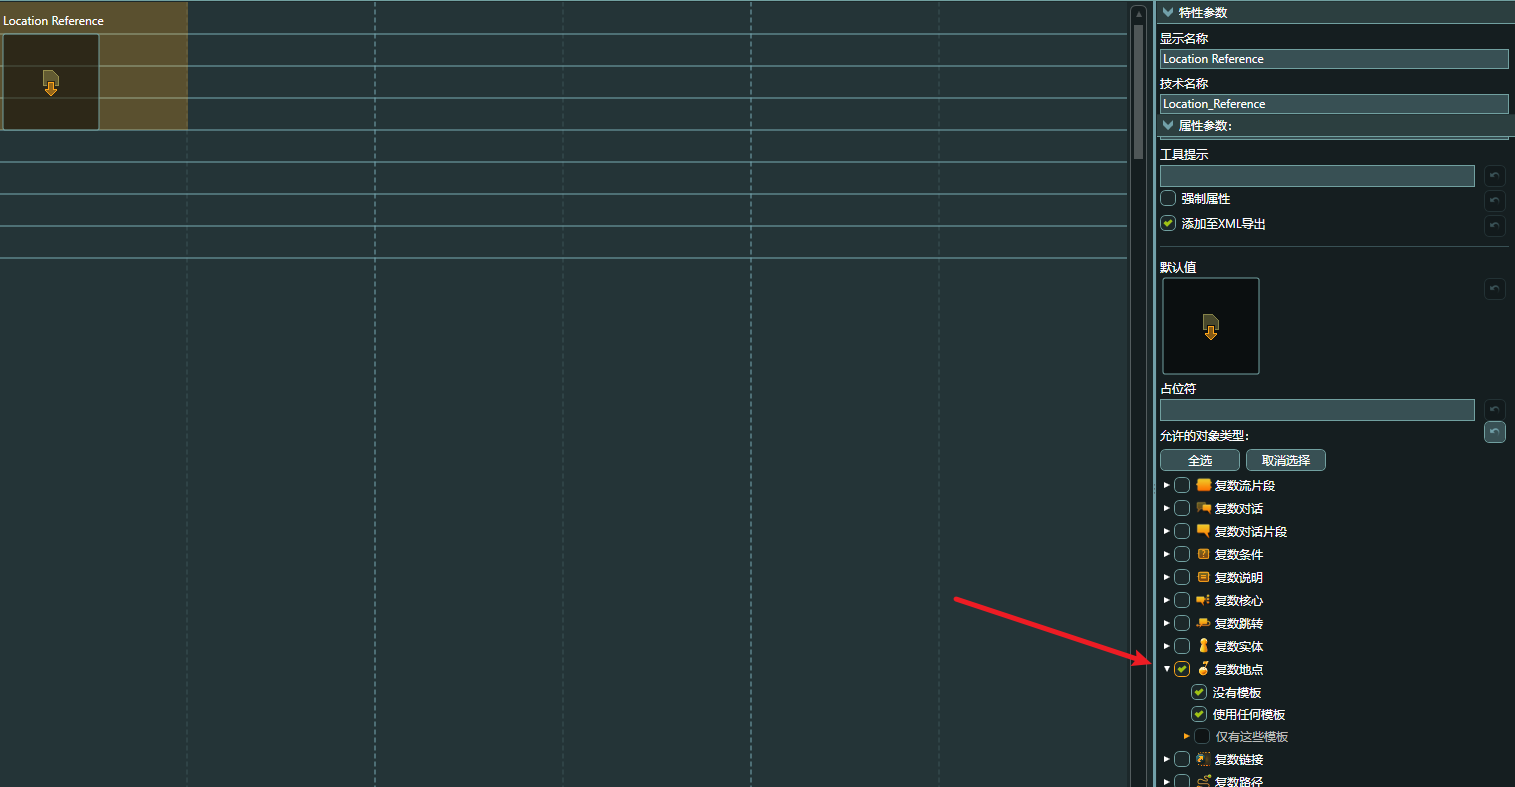 Location Reference
特性参数
显示名称
Location Reference
技术名称
Location_Reference
属性参数:
工具提示
强制属性
添加至XML导出
默认值
占位符
允许的对象类型:
全选 取消选择
复数流片段
复数对话
复数对话片段
复数条件
复数说明
复数核心
复数跳转
复数实体
复数地点
没有模板
使用任何模板
仅有这些模板
复数链接
复数路径